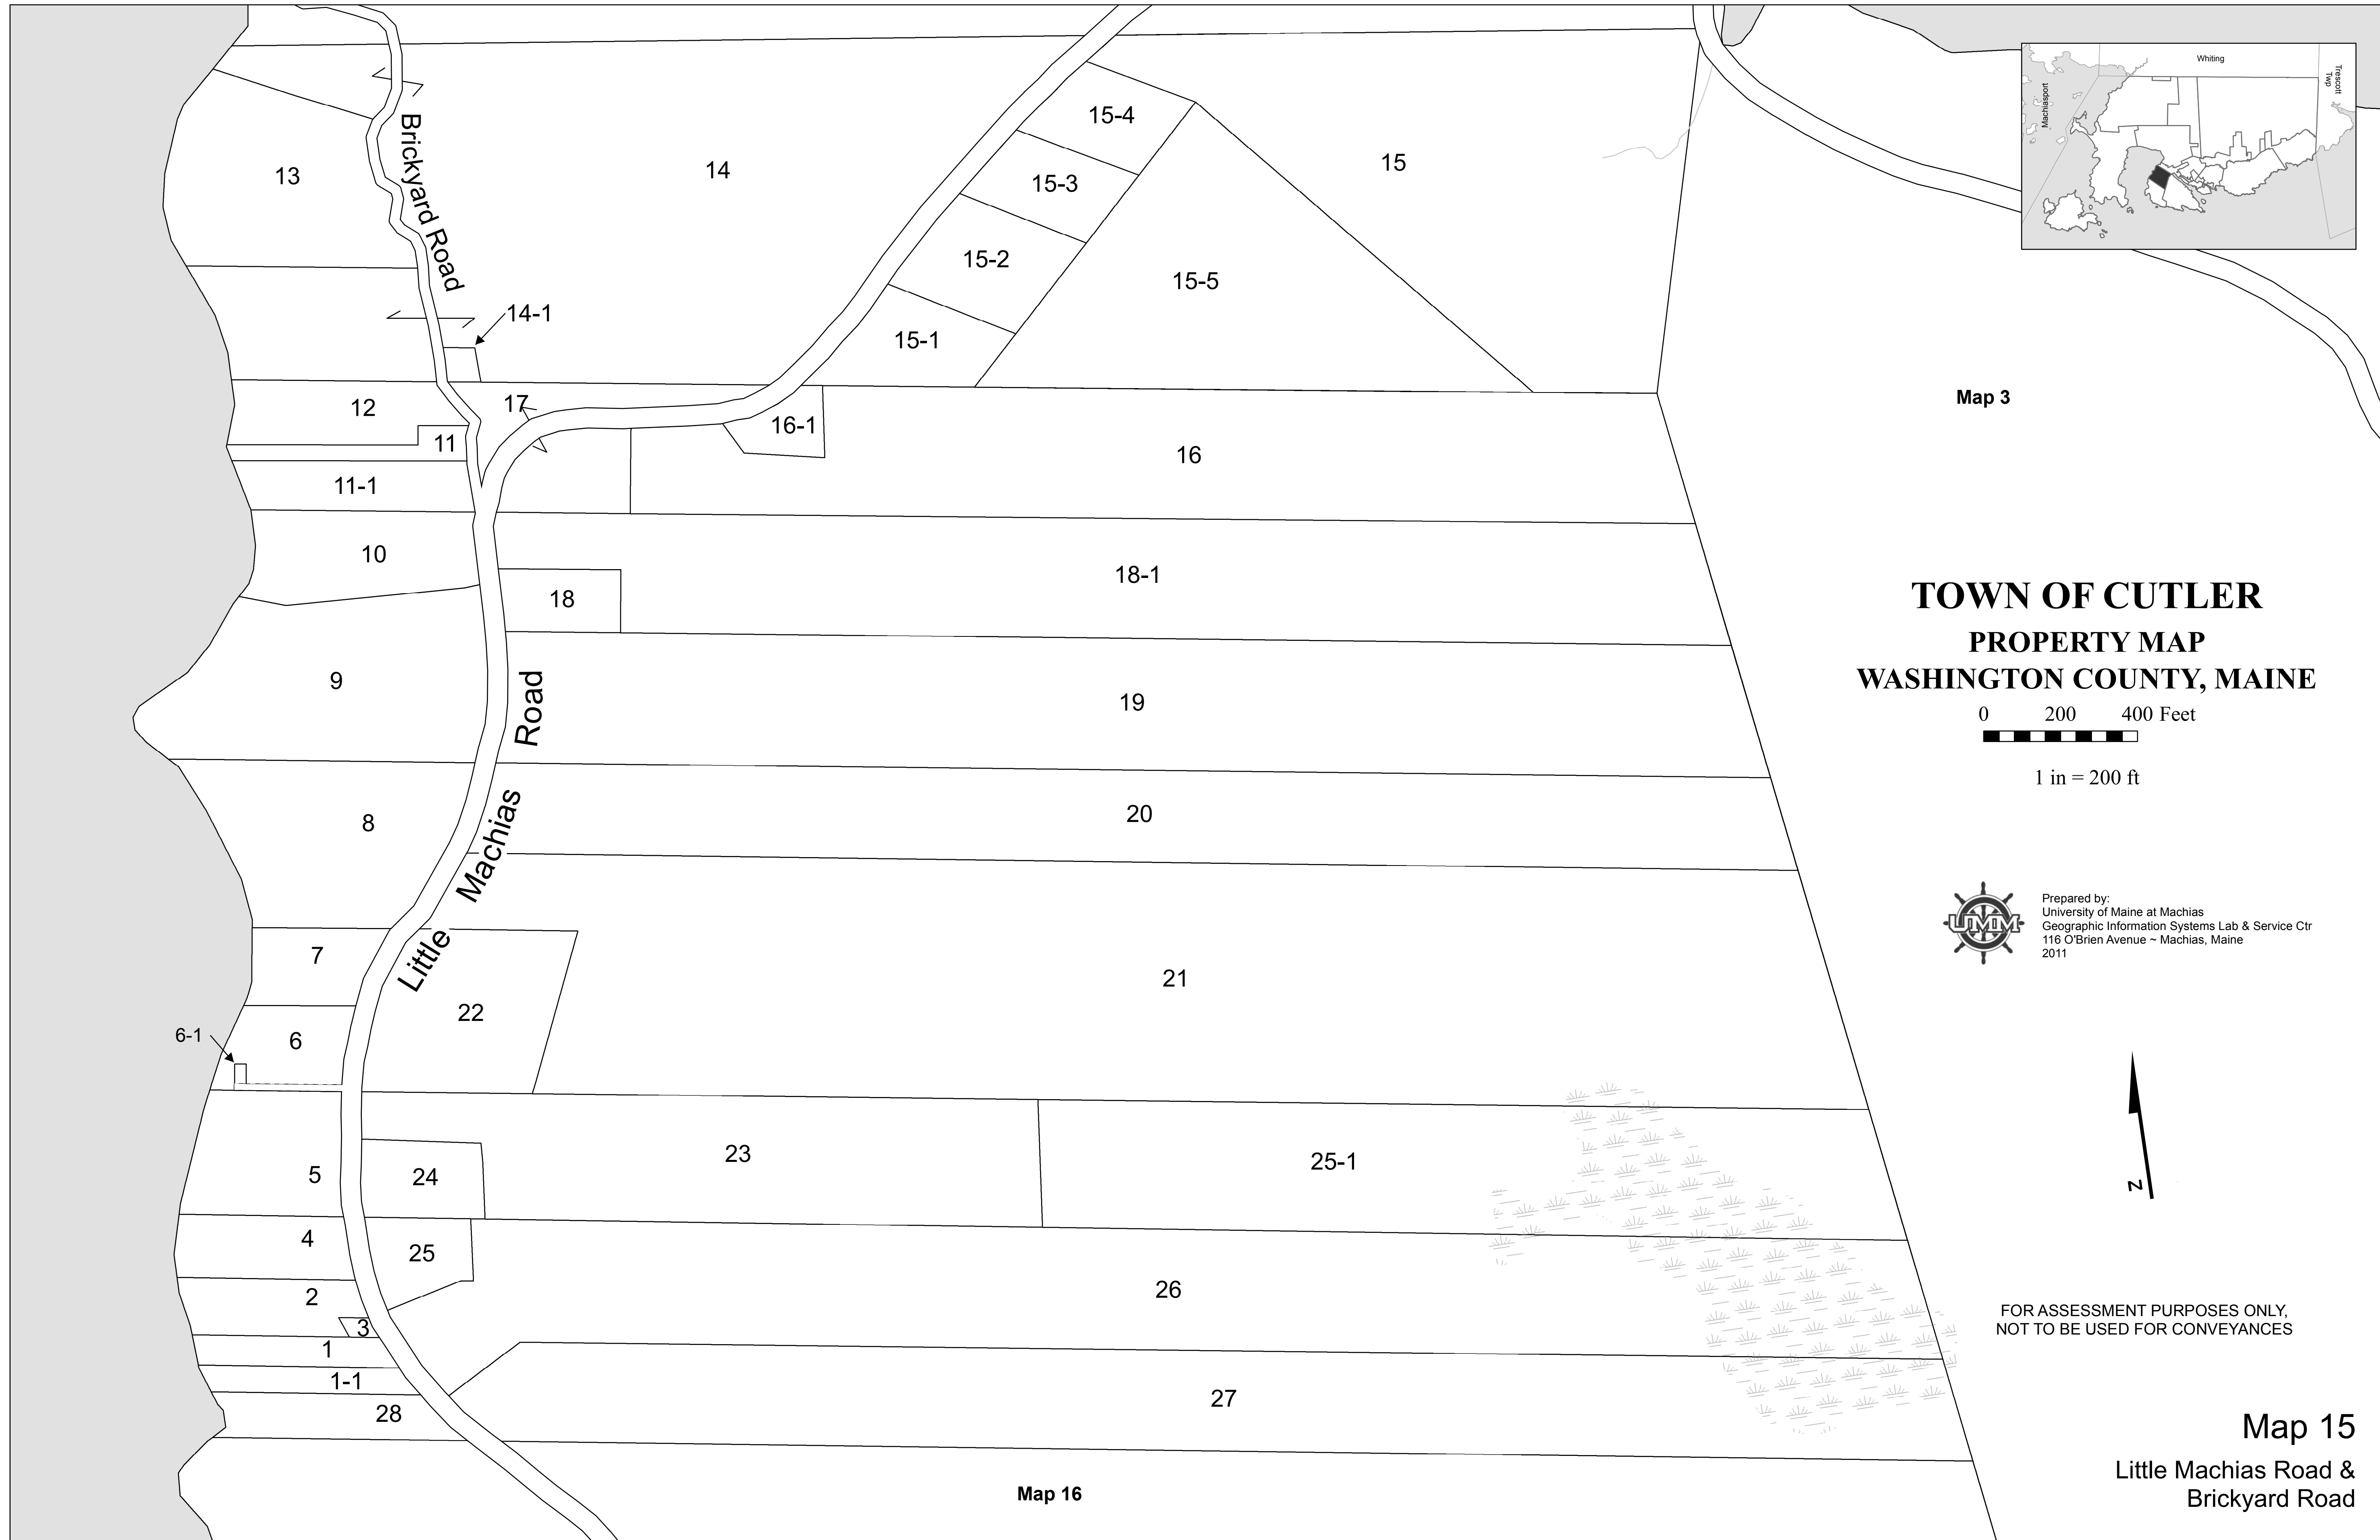 Whiting
Trescott
Twp
Machiasport
Brickyard Road
13
14
15-4
15-3
15-2
15-1
15-5
15
14-1
12
17
11
16-1
11-1
16
Map 3
10
18
18-1
TOWN OF CUTLER
PROPERTY MAP
WASHINGTON COUNTY, MAINE
0 200 400 Feet
1 in = 200 ft
9
19
Little Machias Road
8
20
UMM
Prepared by:
University of Maine at Machias
Geographic Information Systems Lab & Service Ctr
116 O'Brien Avenue ~ Machias, Maine
2011
7
21
22
6-1
6
N
5
24
23
25-1
4
25
2
26
3
1
1-1
28
27
FOR ASSESSMENT PURPOSES ONLY,
NOT TO BE USED FOR CONVEYANCES
Map 16
Map 15
Little Machias Road &
Brickyard Road